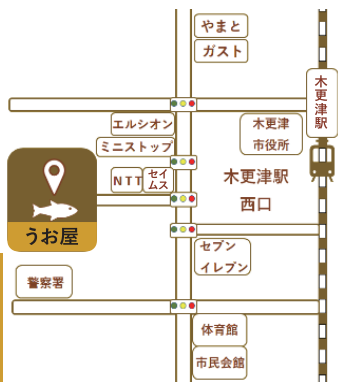 やまと
ガスト
木更津駅
エルシオン
木更津
市役所
ミニストップ
NTT
セイ
ムス
木更津駅
西口
うお屋
セブン
イレブン
警察署
体育館
市民会館